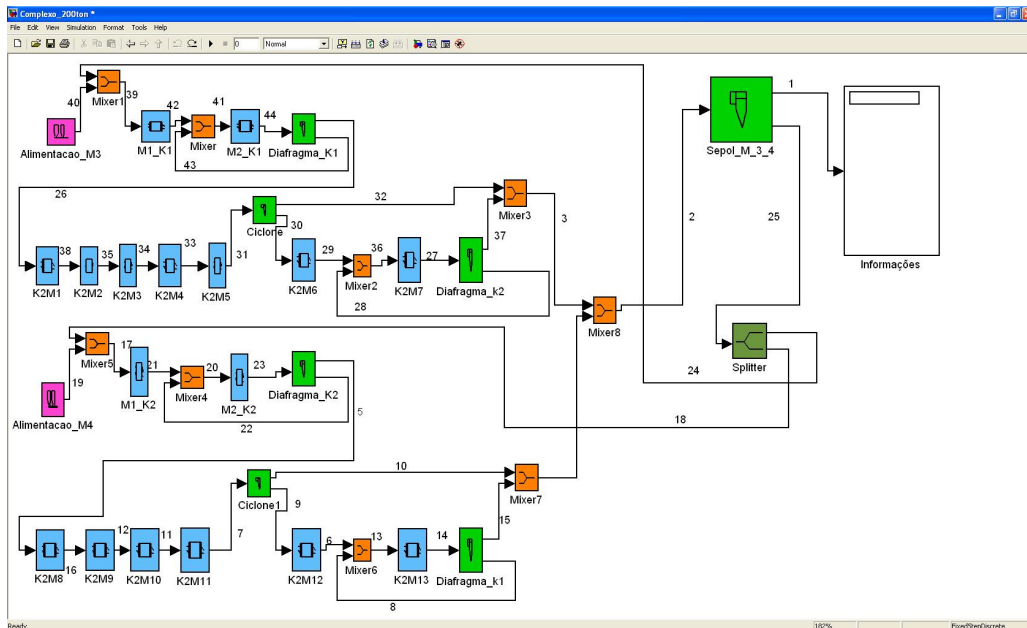 Complexo_200ton *
File Edit View Simulation Format Tools Help
0 Normal
40 39 42 41 44 43
Mixer1
M1_K1 Mixer M2_K1 Diafragma_K1
Alimentacao_M3
1
Sepol_M_3_4
26 32 3 2 25
Ciclone 30 Mixer3
38 35 34 33 31 29 36 27 37
K2M1 K2M2 K2M3 K2M4 K2M5 K2M6 Mixer2 K2M7 Diafragma_k2
28
Informações
Mixer8
Splitter
24
18
19 17 21 20 23
Mixer5 M1_K2 Mixer4 M2_K2 Diafragma_K2
22 5
Alimentacao_M4
10
Ciclone1 9 Mixer7
16 12 11 7 6 13 14 15
K2M8 K2M9 K2M10 K2M11 K2M12 Mixer6 K2M13 Diafragma_k1
8
Ready 182% FixedStepDiscrete